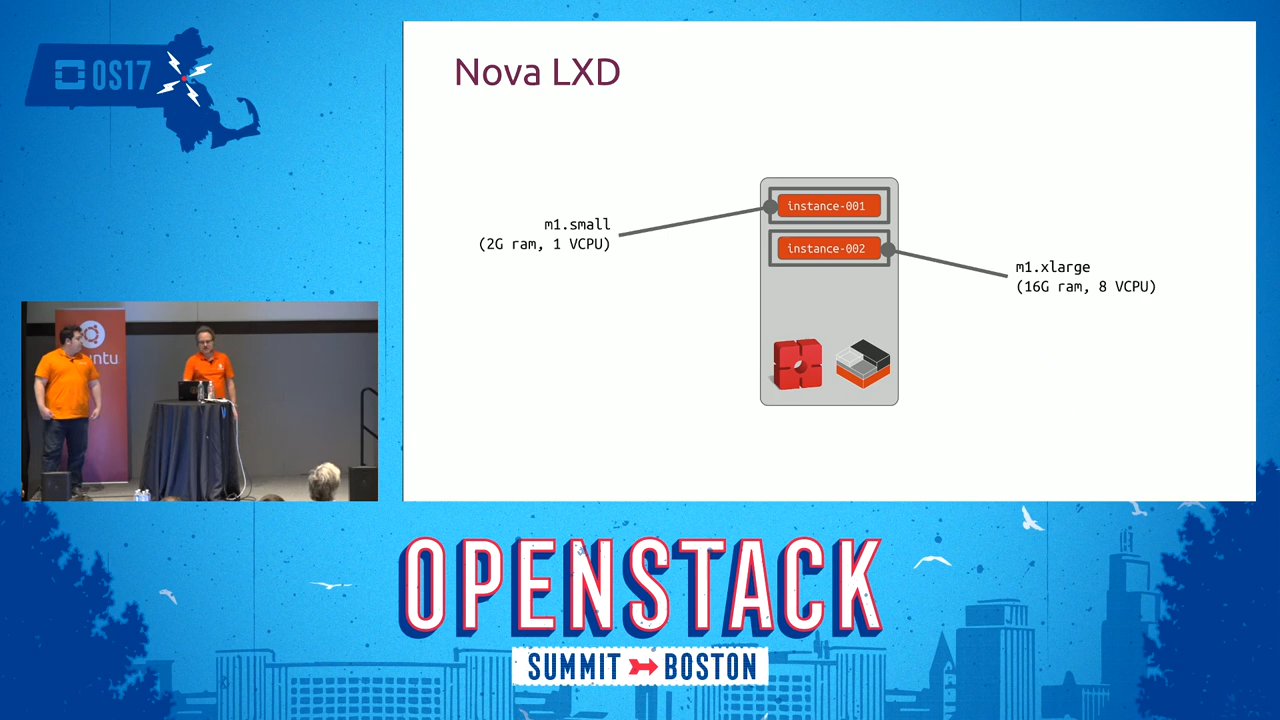 OS17
Nova LXD
m1.small
(2G ram, 1 VCPU)
instance-001
instance-002
m1.xlarge
(16G ram, 8 VCPU)
untu
OPENSTACK
SUMMIT BOSTON